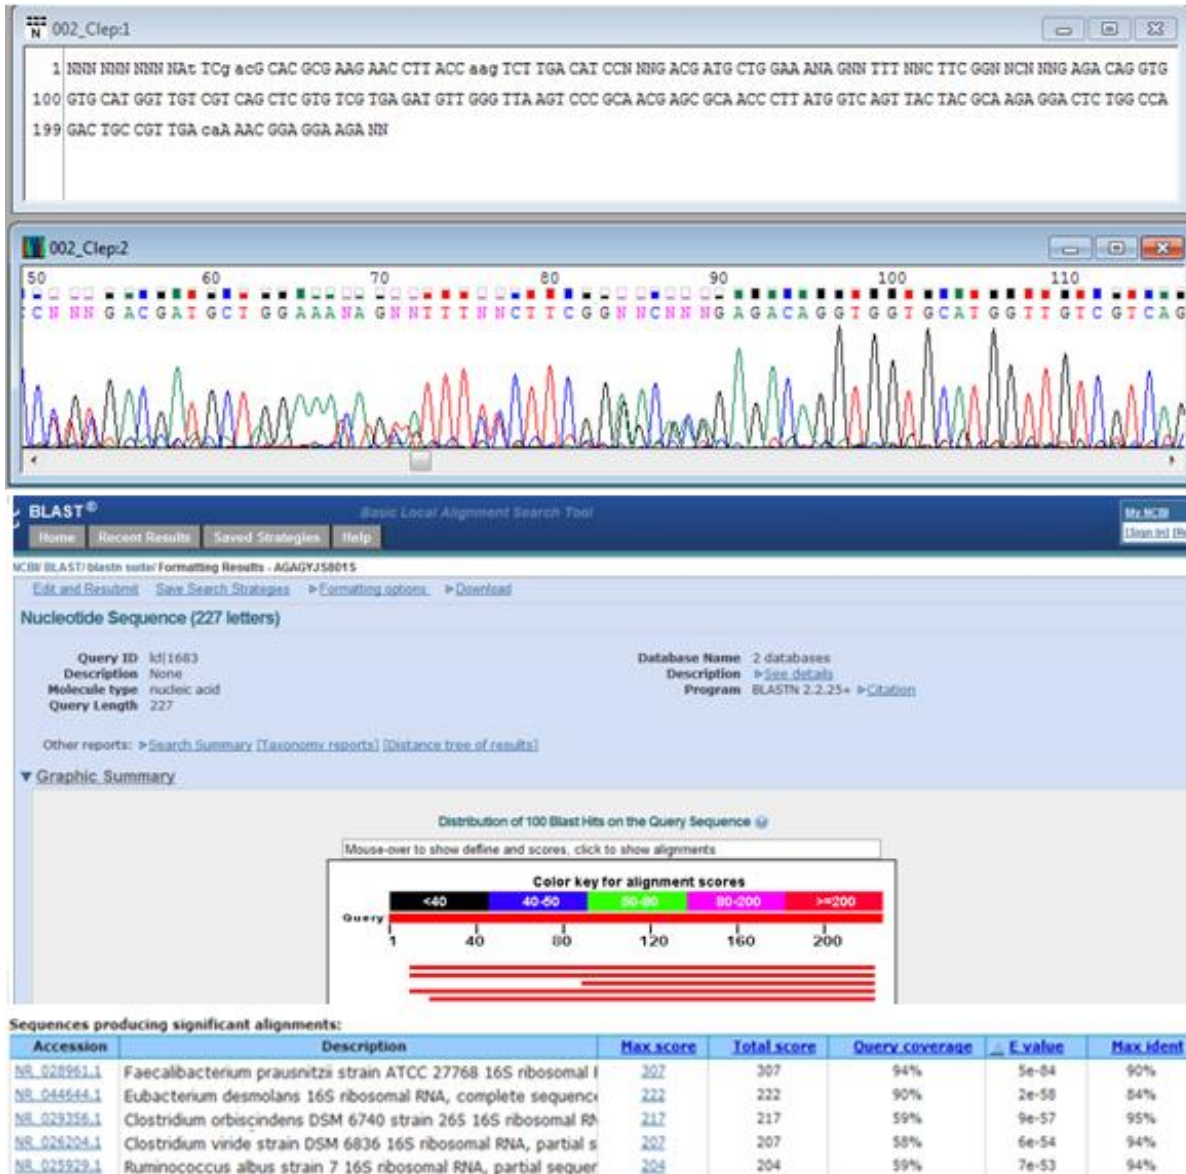 002_Clep:1
1 NNN NNN NNN NAt TCg acG CAC GCG AAG AAC CTT ACC aag TCT TGA CAT CCN NNG ACG ATG CTG GAA ANA GNN TTT NNC TTC GGN NCN NNG AGA CAG GTG
100 GTG CAT GGT TGT CGT CAG CTC GTG TCG TGA GAT GTT GGG TTA AGT CCC GCA ACG AGC GCA ACC CTT ATG GTC AGT TAC TAC GCA AGA GGA CTC TGG CCA
199 GAC TGC CGT TGA caA AAC GGA GGA AGA NN
002_Clep:2
50 60 70 80 90 100 110
C N N N G A C G A T G C T G G A A A N A G N N T T T N N C T T C G G N N C N N N G A G A C A G G T G G T G C A T G G T T G T C G T C A G
BLAST®
Basic Local Alignment Search Tool
My NCBI
Home Recent Results Saved Strategies Help
[Sign In]
NCBI/ BLAST/ blastn suite/ Formatting Results - AGAGYJS801S
Edit and Resubmit Save Search Strategies Formatting options Download
Nucleotide Sequence (227 letters)
Query ID lcl|1683
Description None
Molecule type nucleic acid
Query Length 227
Database Name 2 databases
Description See details
Program BLASTN 2.2.25+ Citation
Other reports: Search Summary [Taxonomy reports] [Distance tree of results]
Graphic Summary
Distribution of 100 Blast Hits on the Query Sequence
Mouse-over to show define and scores, click to show alignments
Color key for alignment scores
<40 40-50 50-80 80-200 >=200
Query
1 40 80 120 160 200
Sequences producing significant alignments:
Accession Description Max score Total score Query coverage E value Max ident
NR_028961.1 Faecalibacterium prausnitzii strain ATCC 27768 16S ribosomal 307 307 94% 5e-84 90%
NR_044644.1 Eubacterium desmolans 16S ribosomal RNA, complete sequence 222 222 90% 2e-58 84%
NR_029356.1 Clostridium orbiscindens DSM 6740 strain 265 16S ribosomal RN 217 217 59% 9e-57 95%
NR_026204.1 Clostridium viride strain DSM 6836 16S ribosomal RNA, partial s 207 207 58% 6e-54 94%
NR_025929.1 Ruminococcus albus strain 7 16S ribosomal RNA, partial sequer 204 204 59% 7e-53 94%